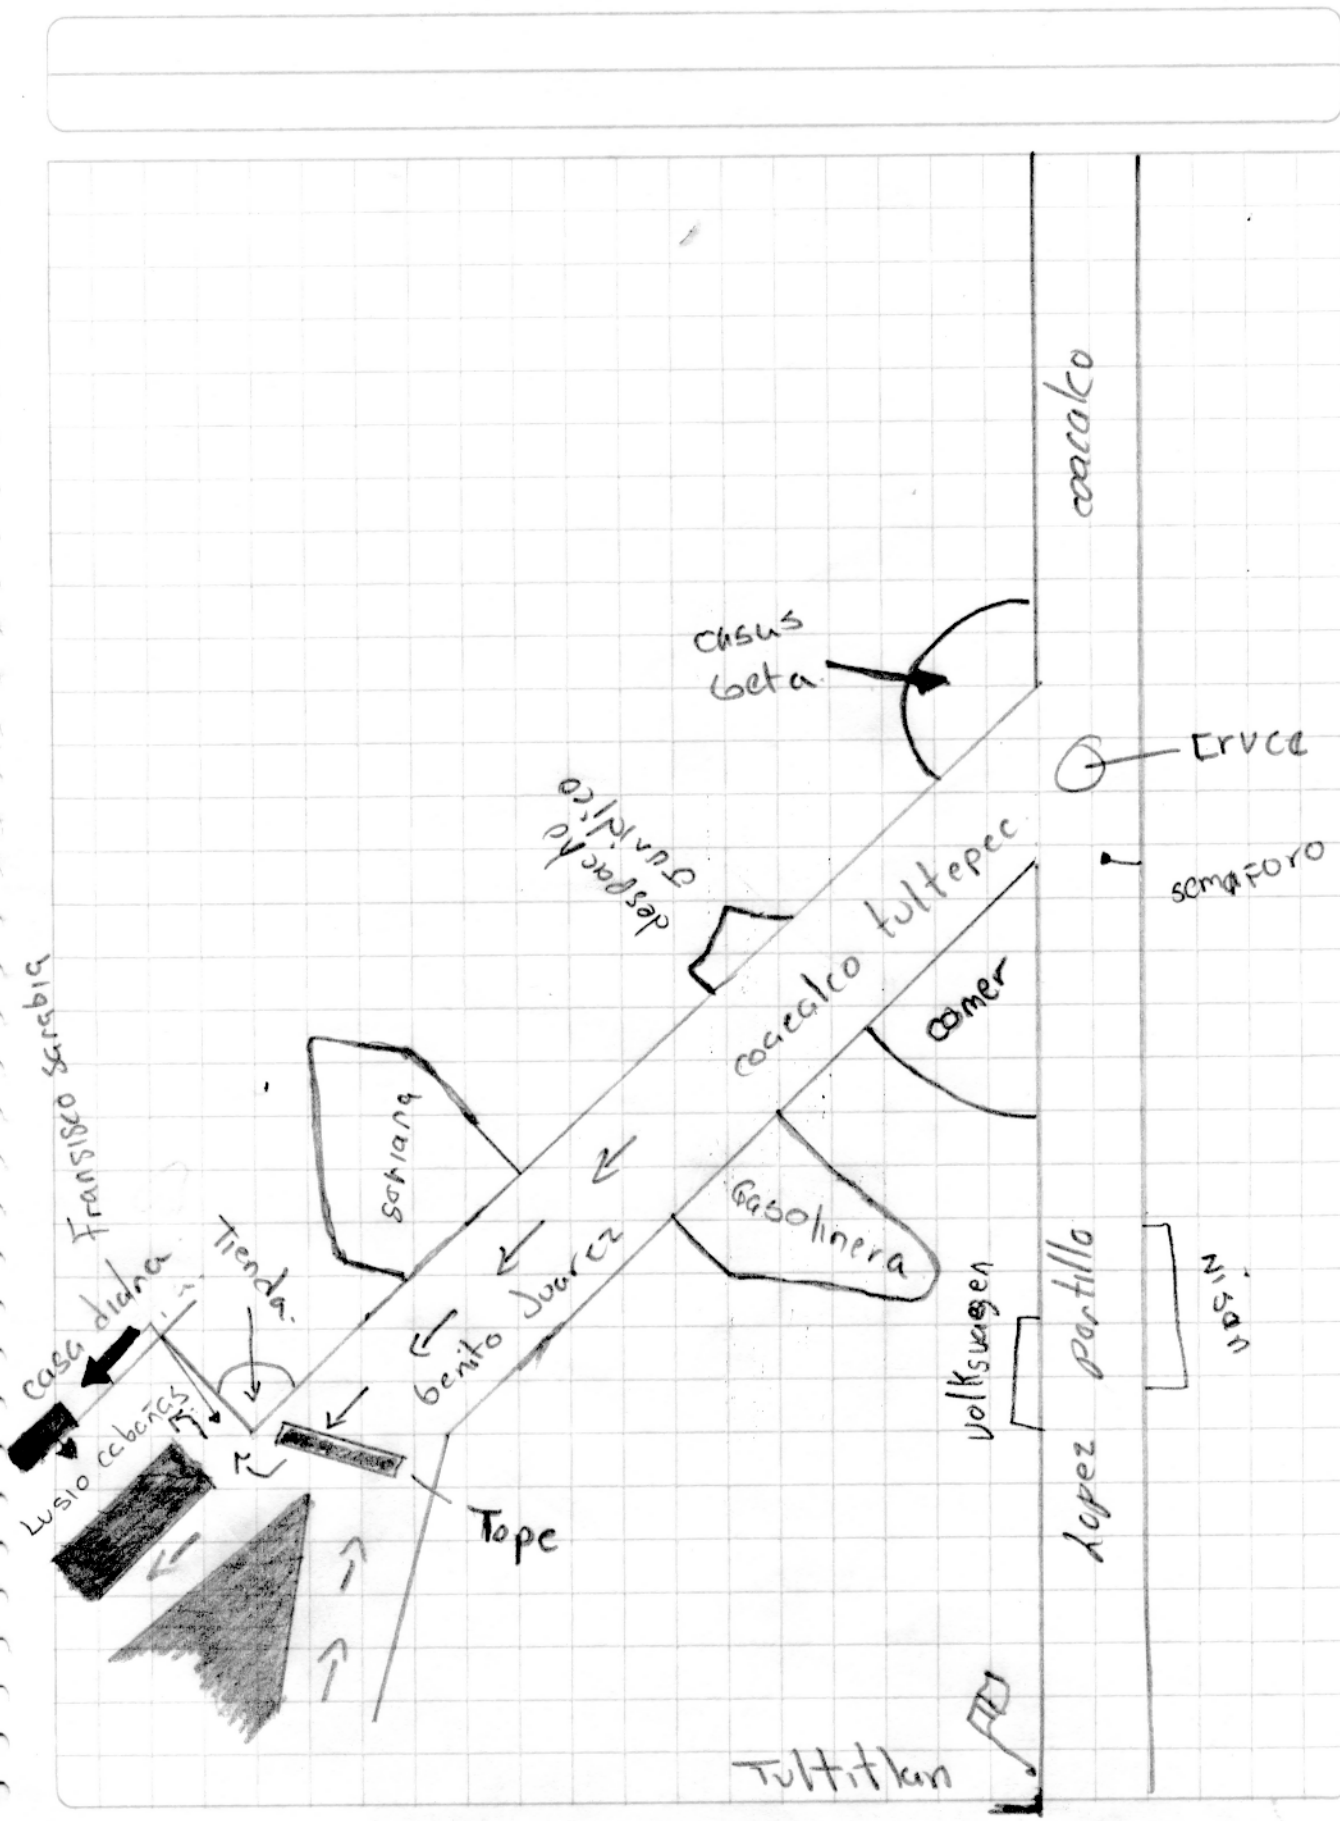 coacalco
casas
beta
Cruce
semaforo
despacho
Juridico
coacalco tultepec
comer
Fransisco Sarabia
soriana
Gasolinera
Tienda
casa diana
benito Juarez
Lusio cabañas
Tope
volkswagen
Nissan
Lopez Portillo
Tultitlan